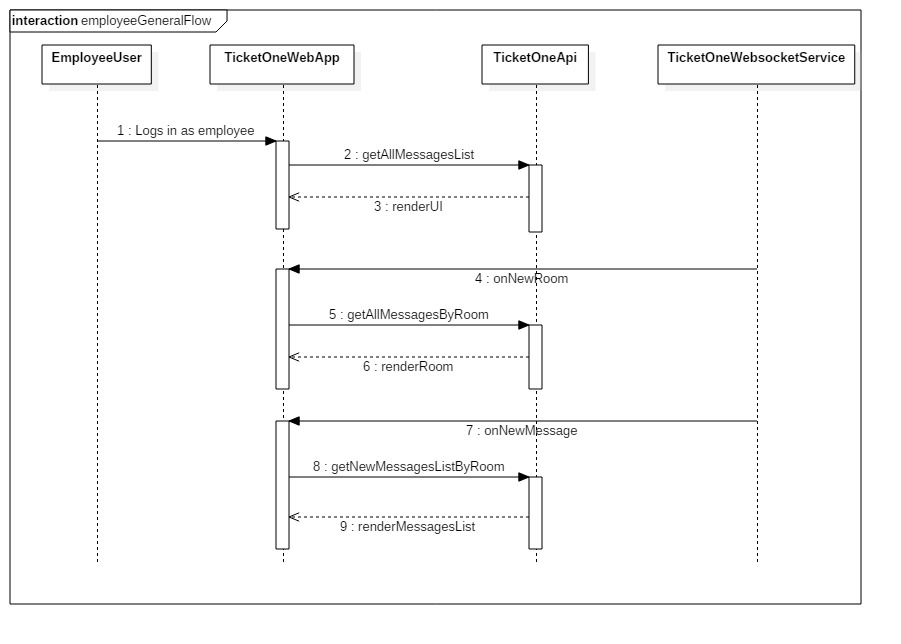 interaction employeeGeneralFlow
EmployeeUser
TicketOneWebApp
TicketOneApi
TicketOneWebsocketService
1 : Logs in as employee
2 : getAllMessagesList
3 : renderUI
4 : onNewRoom
5 : getAllMessagesByRoom
6 : renderRoom
7 : onNewMessage
8 : getNewMessagesListByRoom
9 : renderMessagesList